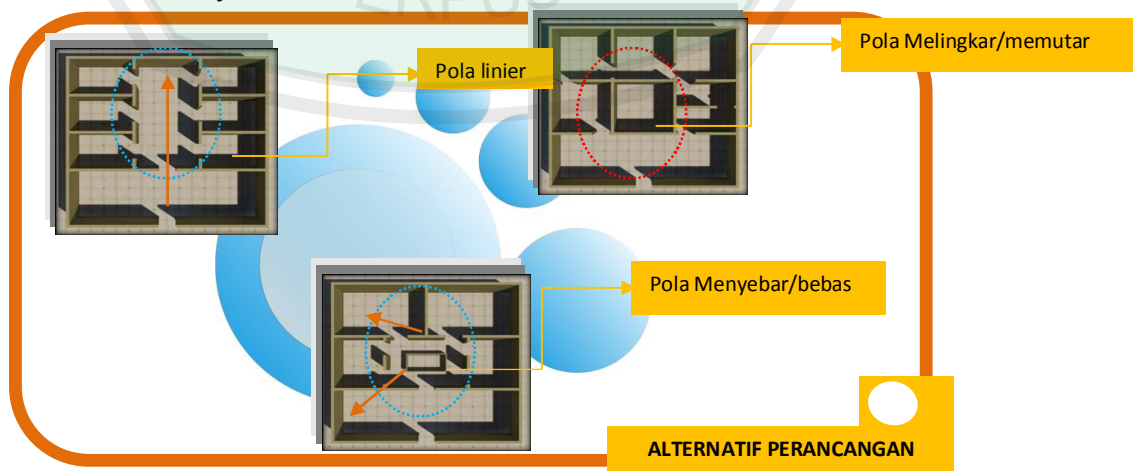 Pola linier
Pola Melingkar/memutar
Pola Menyebar/bebas
ALTERNATIF PERANCANGAN